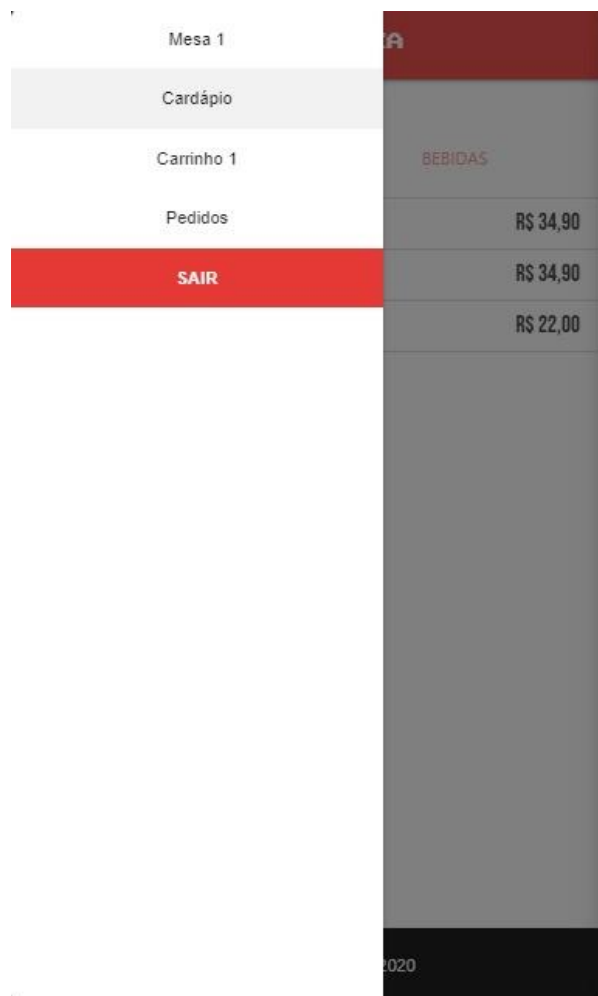 Mesa 1
Cardápio
Carrinho 1
BEBIDAS
Pedidos
R$ 34,90
SAIR
R$ 34,90
R$ 22,00
2020